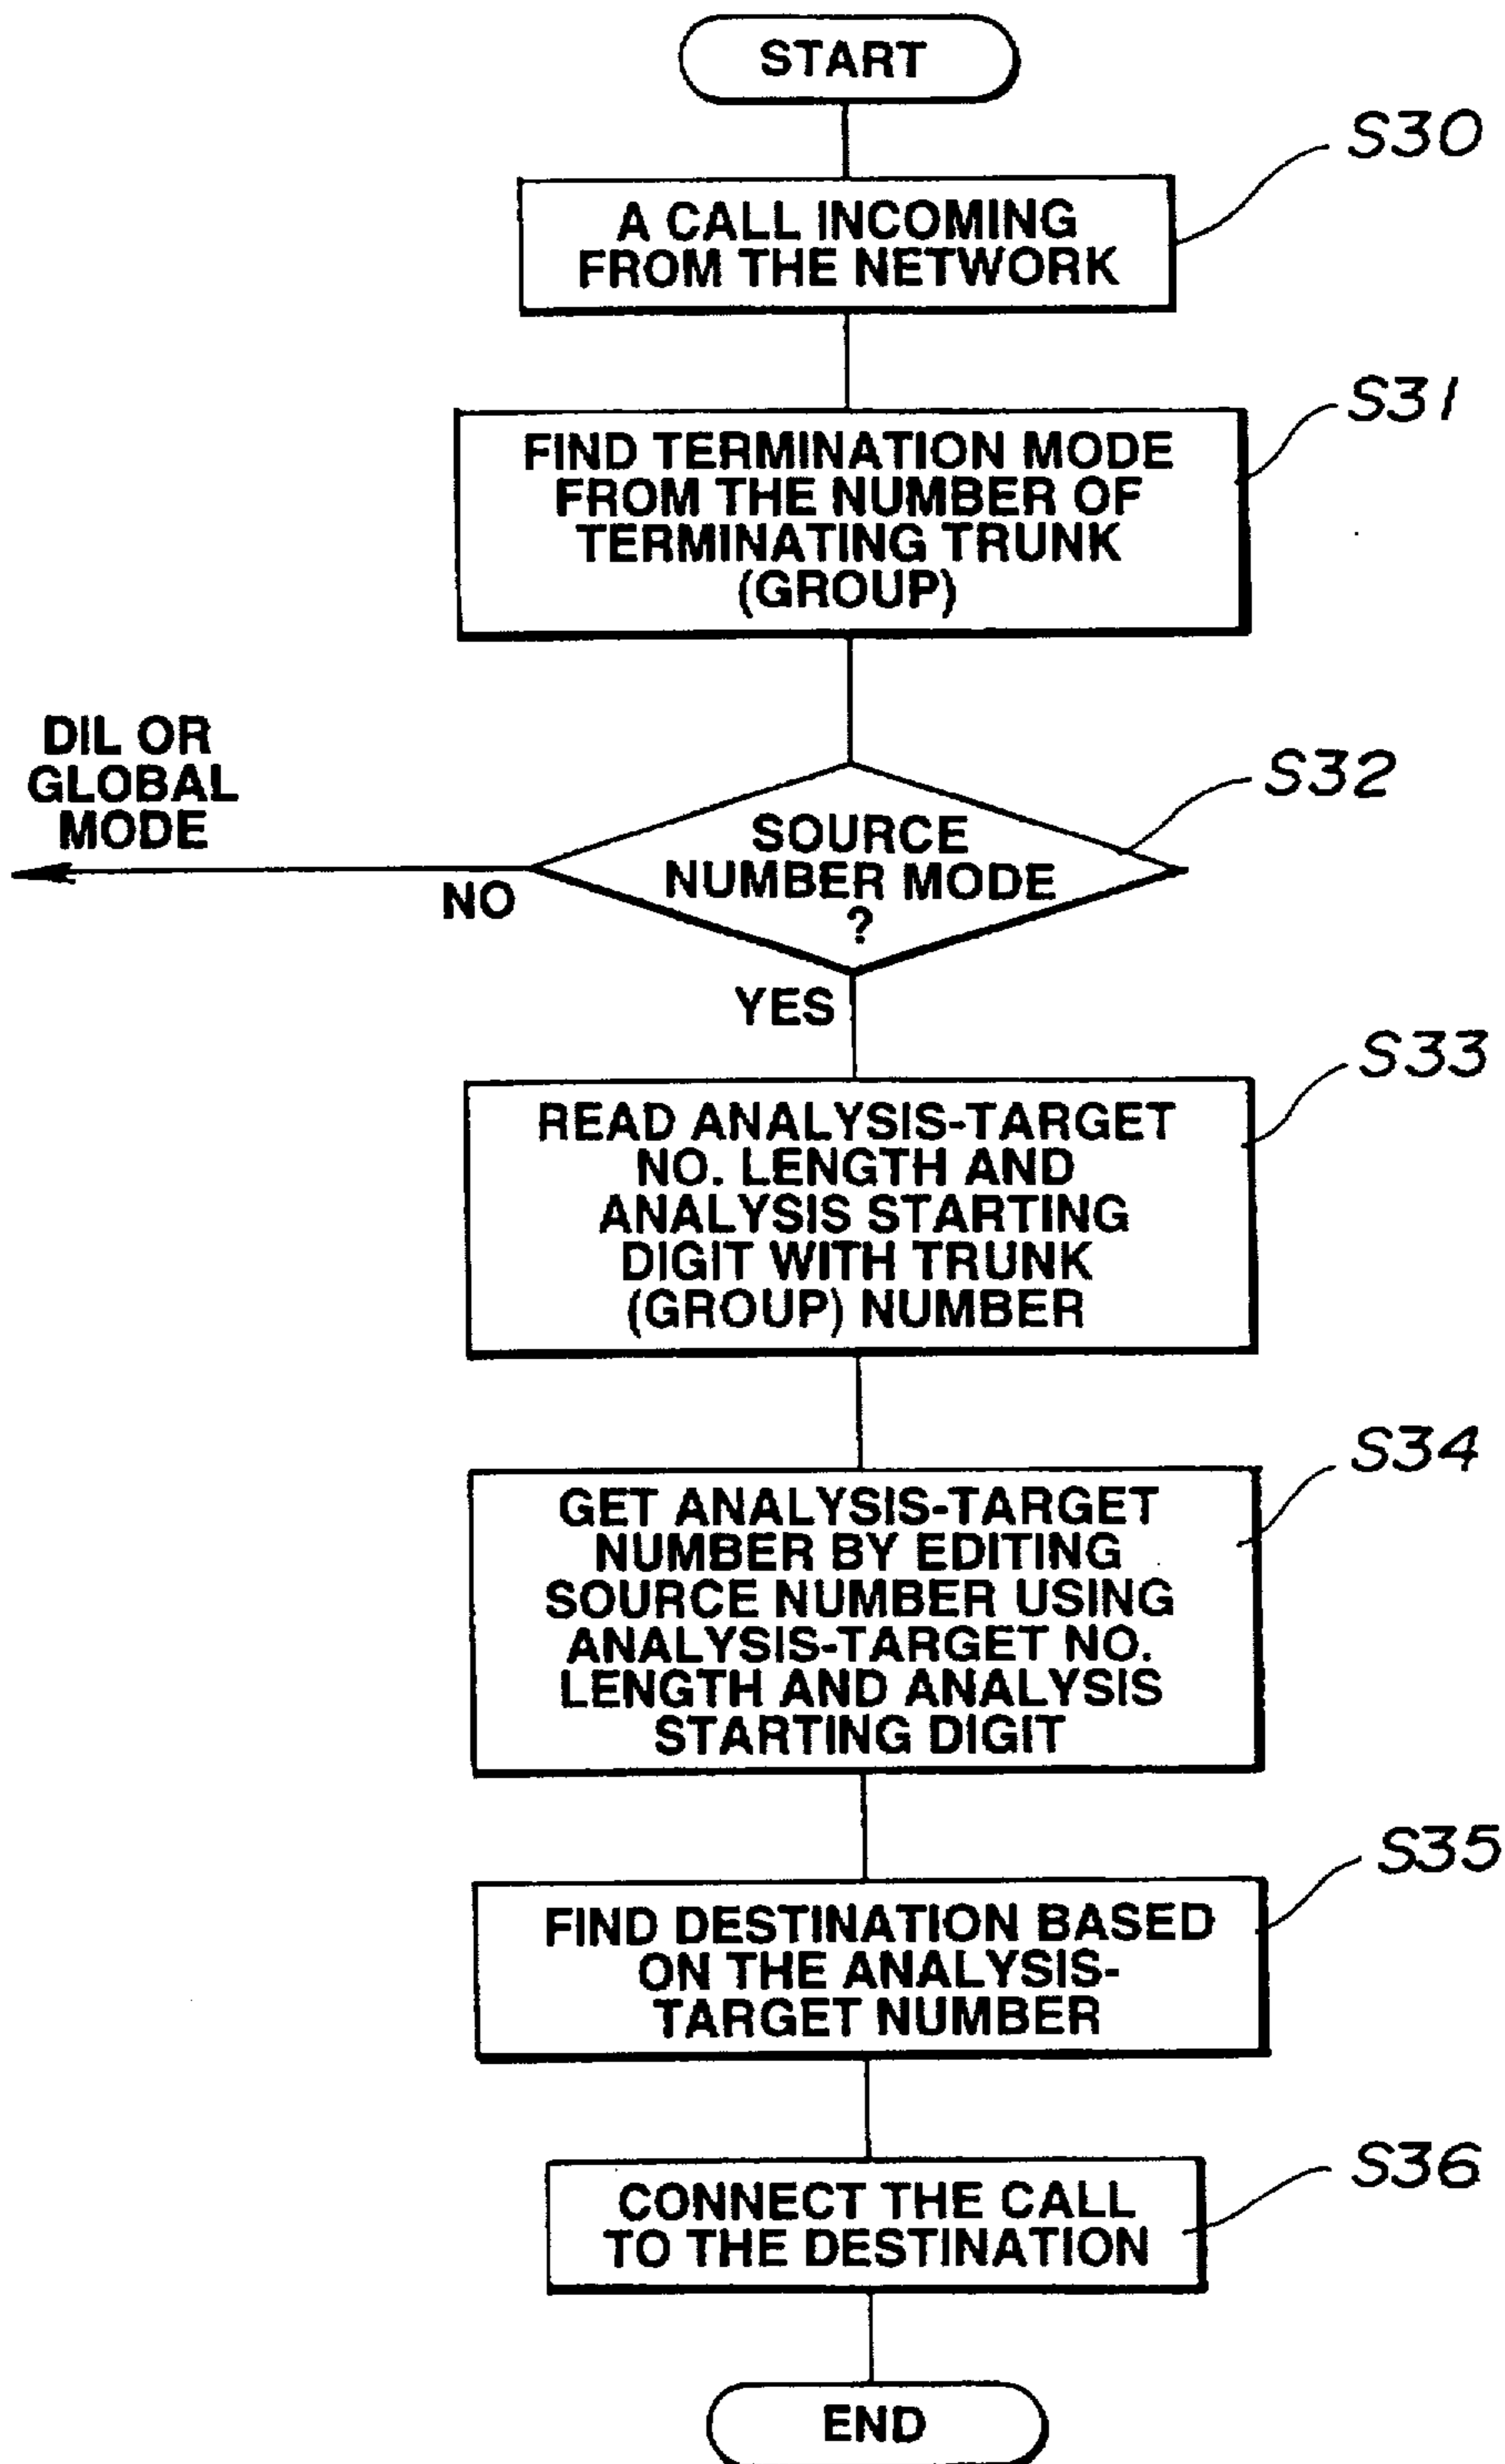 START
S30
A CALL INCOMING
FROM THE NETWORK
S31
FIND TERMINATION MODE
FROM THE NUMBER OF
TERMINATING TRUNK
(GROUP)
DIL OR
GLOBAL
MODE
S32
SOURCE
NUMBER MODE
?
NO
YES
S33
READ ANALYSIS-TARGET
NO. LENGTH AND
ANALYSIS STARTING
DIGIT WITH TRUNK
(GROUP) NUMBER
S34
GET ANALYSIS-TARGET
NUMBER BY EDITING
SOURCE NUMBER USING
ANALYSIS-TARGET NO.
LENGTH AND ANALYSIS
STARTING DIGIT
S35
FIND DESTINATION BASED
ON THE ANALYSIS-
TARGET NUMBER
S36
CONNECT THE CALL
TO THE DESTINATION
END